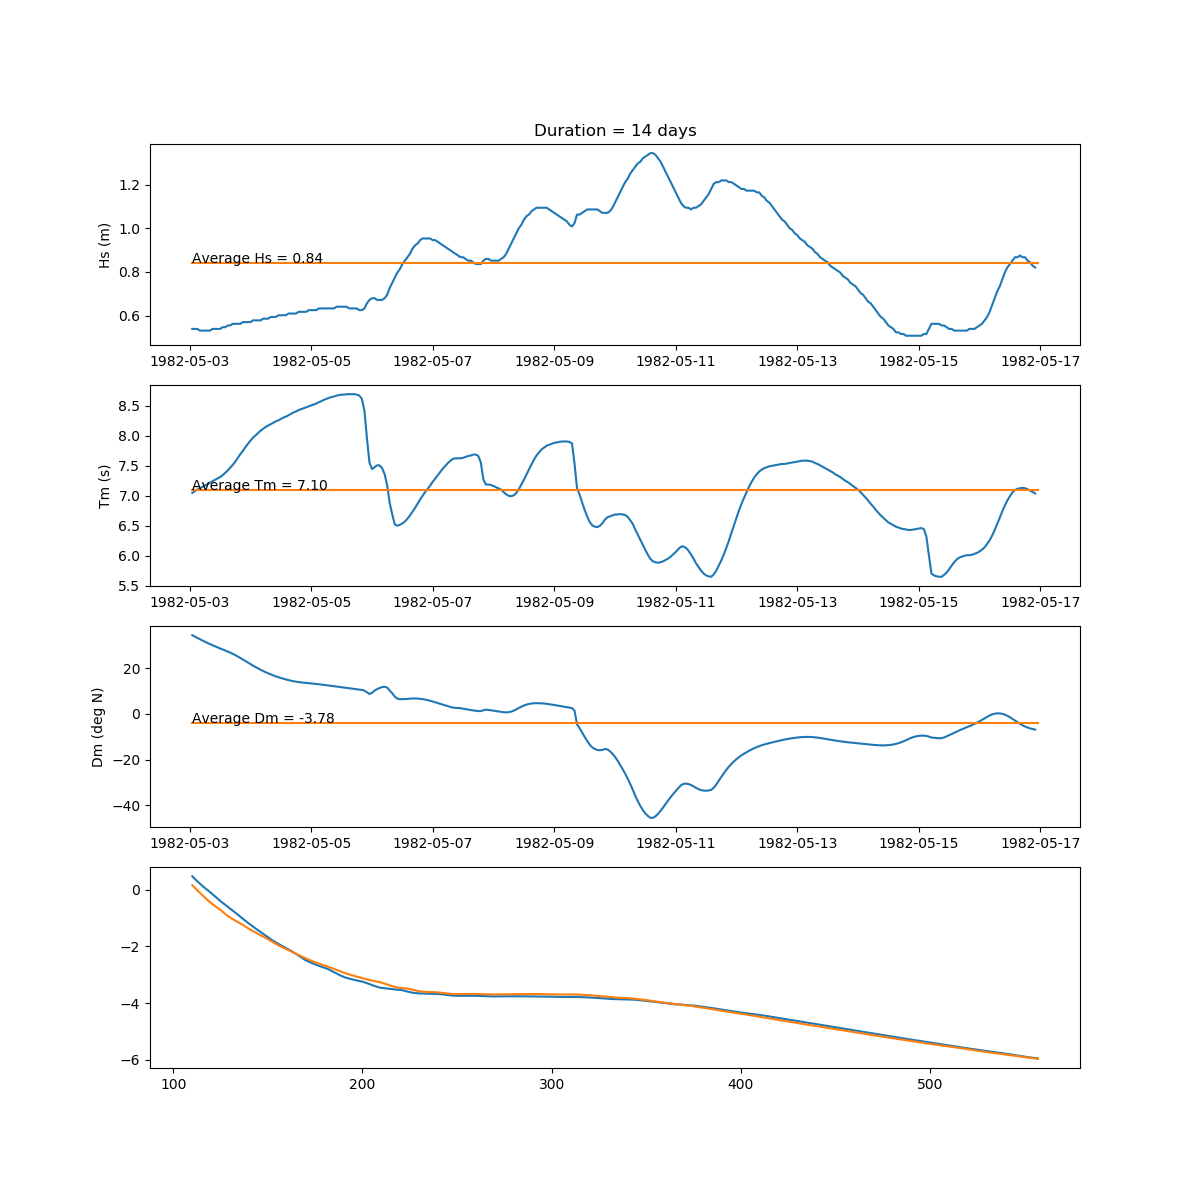 Duration = 14 days
1.2
1.0
0.8
0.6
Hs (m)
Average Hs = 0.84
1982-05-03 1982-05-05 1982-05-07 1982-05-09 1982-05-11 1982-05-13 1982-05-15 1982-05-17
8.5
8.0
7.5
7.0
6.5
6.0
5.5
Tm (s)
Average Tm = 7.10
1982-05-03 1982-05-05 1982-05-07 1982-05-09 1982-05-11 1982-05-13 1982-05-15 1982-05-17
20
0
−20
−40
Dm (deg N)
Average Dm = -3.78
1982-05-03 1982-05-05 1982-05-07 1982-05-09 1982-05-11 1982-05-13 1982-05-15 1982-05-17
0
−2
−4
−6
100 200 300 400 500